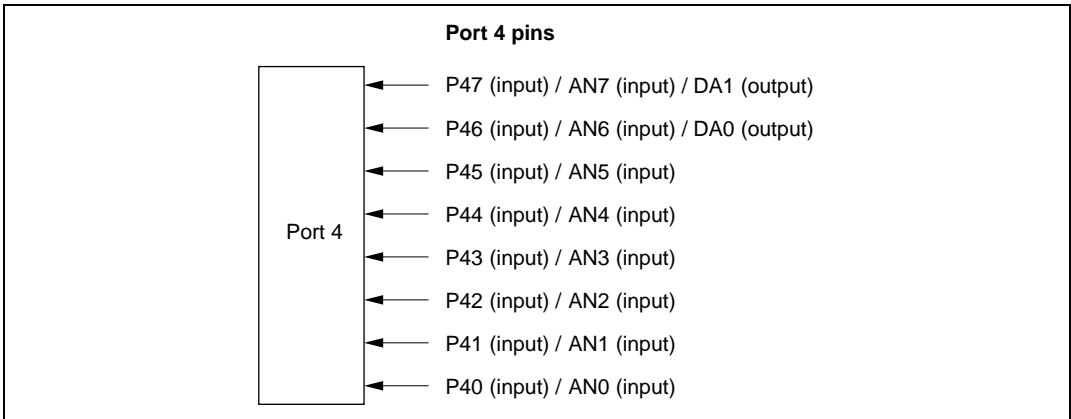 Port 4 pins
P47 (input) / AN7 (input) / DA1 (output)
P46 (input) / AN6 (input) / DA0 (output)
P45 (input) / AN5 (input)
P44 (input) / AN4 (input)
Port 4
P43 (input) / AN3 (input)
P42 (input) / AN2 (input)
P41 (input) / AN1 (input)
P40 (input) / AN0 (input)